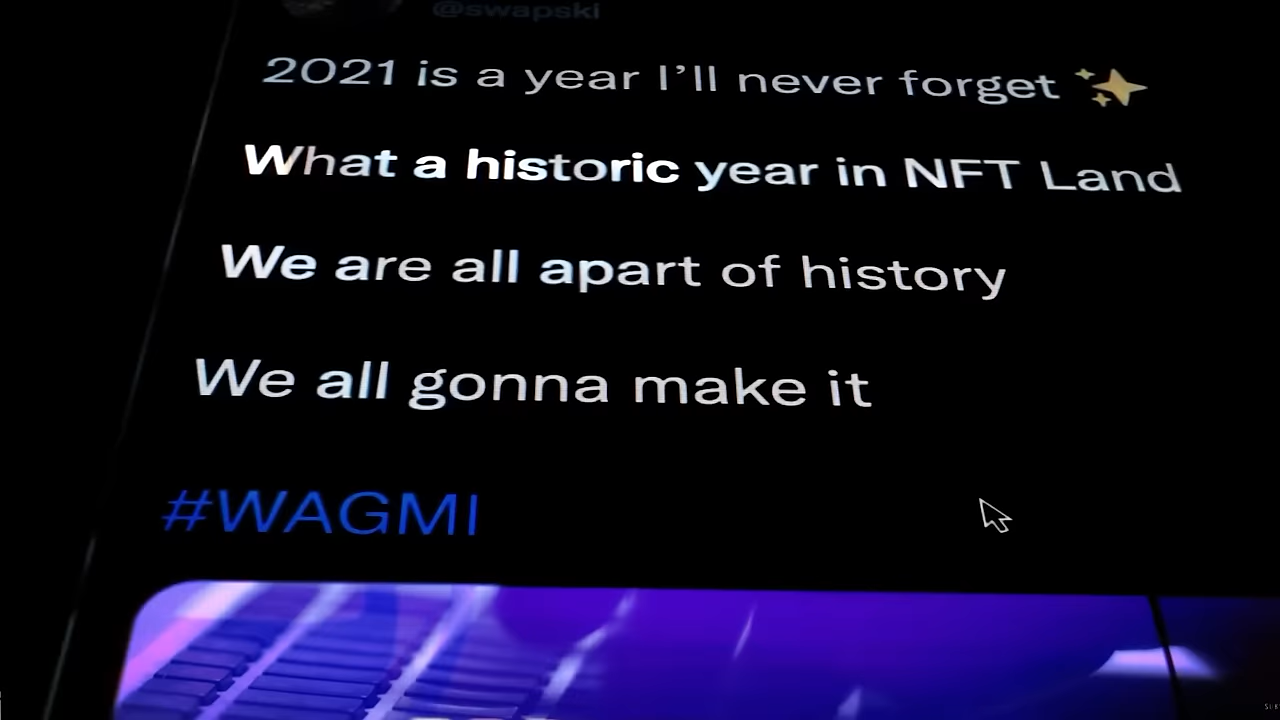 @swapski
2021 is a year I’ll never forget ✨
What a historic year in NFT Land
We are all apart of history
We all gonna make it
#WAGMI